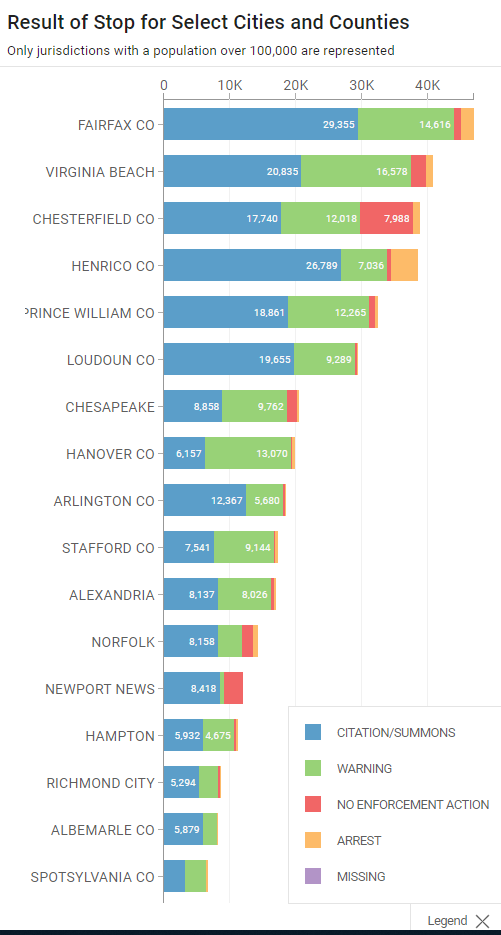 Result of Stop for Select Cities and Counties
Only jurisdictions with a population over 100,000 are represented
0 10K 20K 30K 40K
FAIRFAX CO 29,355 14,616
VIRGINIA BEACH 20,835 16,578
CHESTERFIELD CO 17,740 12,018 7,988
HENRICO CO 26,789 7,036
PRINCE WILLIAM CO 18,861 12,265
LOUDOUN CO 19,655 9,289
CHESAPEAKE 8,858 9,762
HANOVER CO 6,157 13,070
ARLINGTON CO 12,367 5,680
STAFFORD CO 7,541 9,144
ALEXANDRIA 8,137 8,026
NORFOLK 8,158
NEWPORT NEWS 8,418
HAMPTON 5,932 4,675
RICHMOND CITY 5,294
ALBEMARLE CO 5,879
SPOTSYLVANIA CO
CITATION/SUMMONS
WARNING
NO ENFORCEMENT ACTION
ARREST
MISSING
Legend